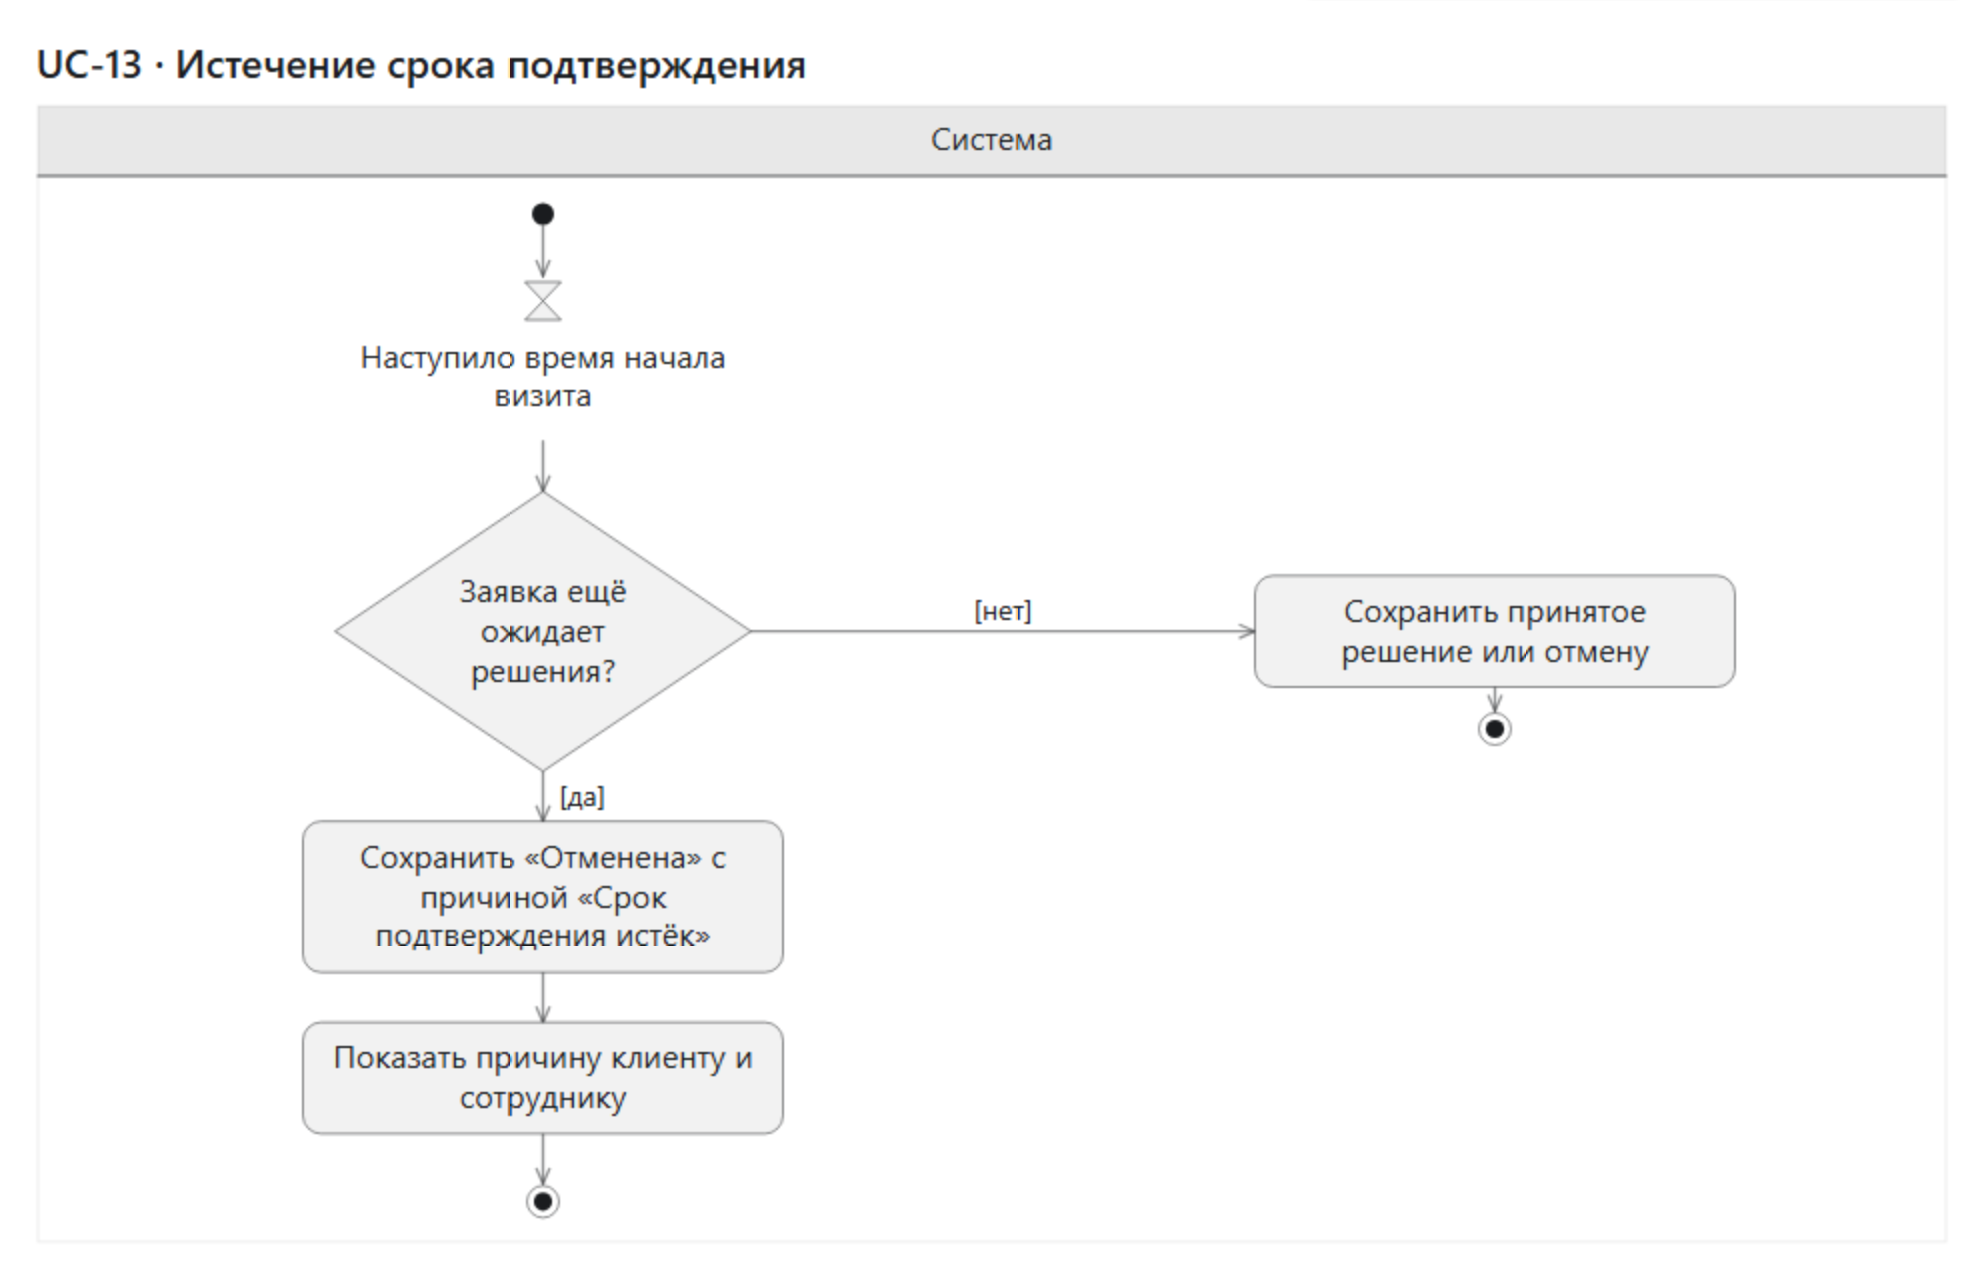 UC-13 · Истечение срока подтверждения
Система
Наступило время начала
визита
Заявка ещё
ожидает
решения?
[нет]
Сохранить принятое
решение или отмену
[да]
Сохранить «Отменена» с
причиной «Срок
подтверждения истёк»
Показать причину клиенту и
сотруднику